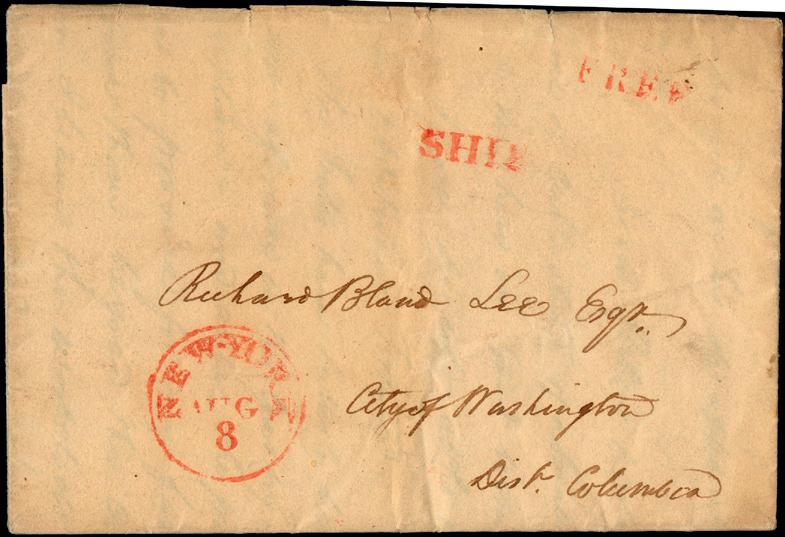 FREE
SHIP
Richard Bland Lee Esqr.
NEW-YORK
AUG
8
City of Washington
Dist. Columbia